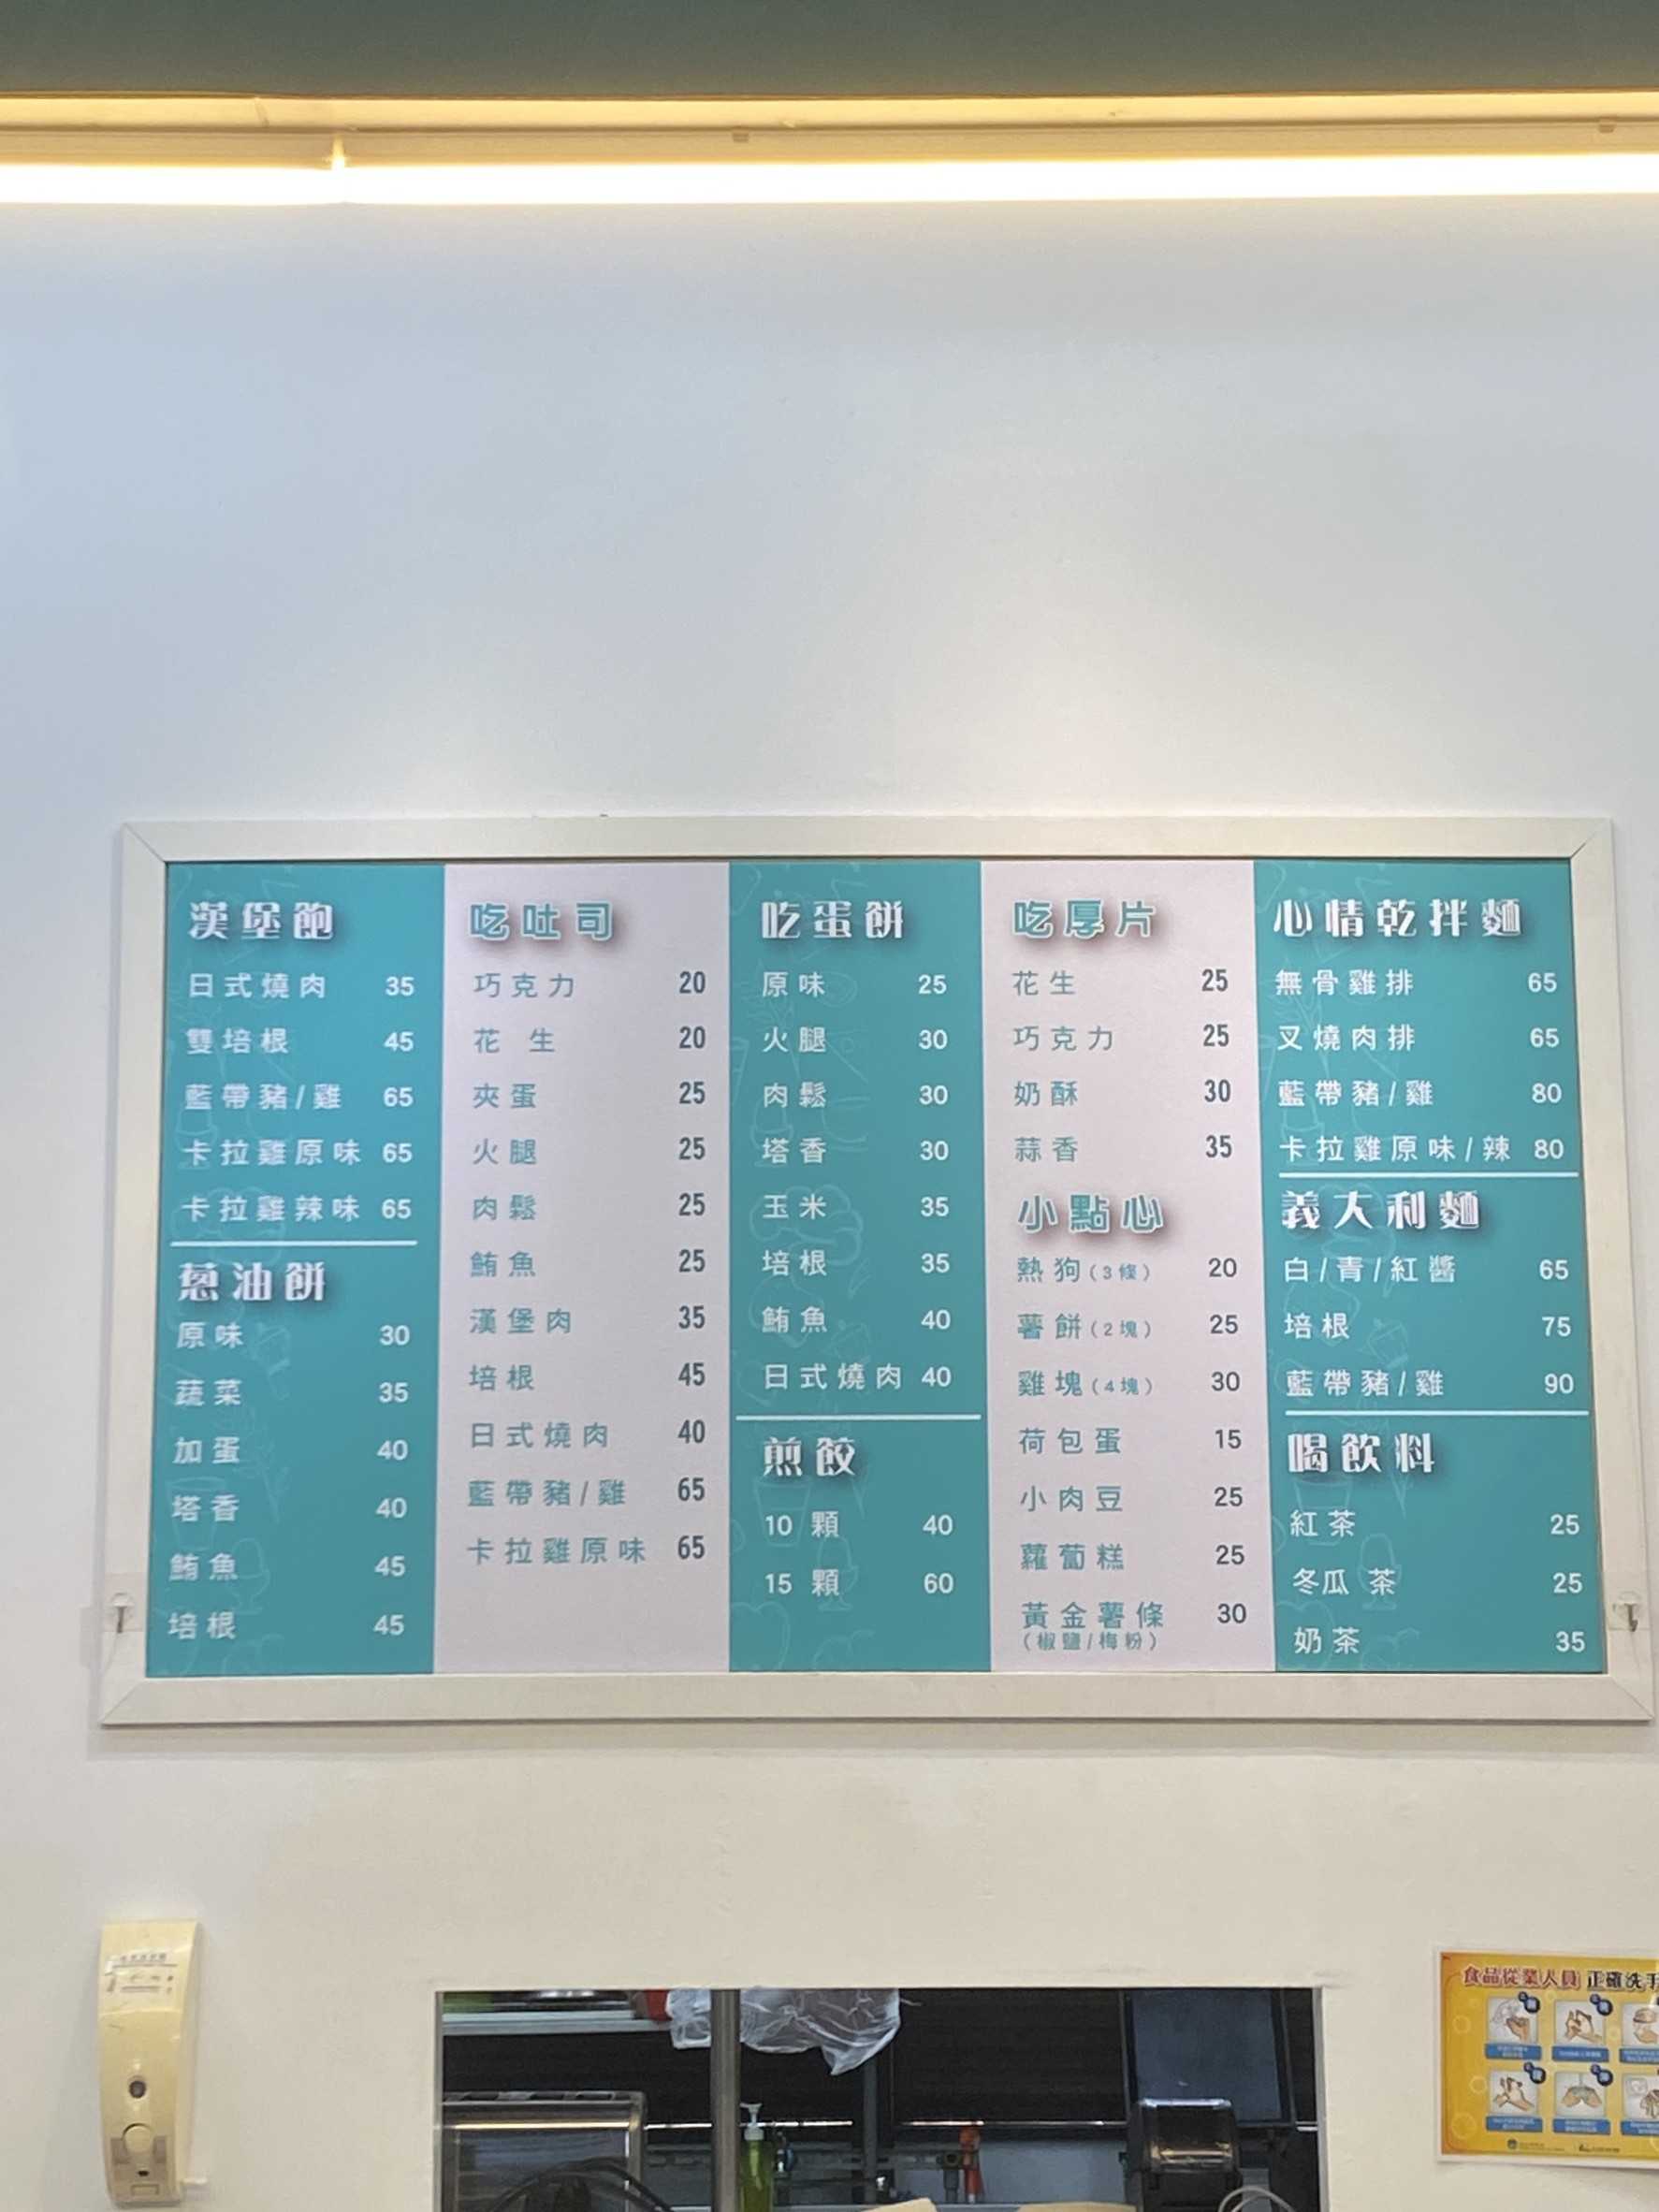 漢堡飽
日式燒肉 35
雙培根 45
藍帶豬/雞 65
卡拉雞原味 65
卡拉雞辣味 65
蔥油餅
原味 30
蔬菜 35
加蛋 40
塔香 40
鮪魚 45
培根 45
吃吐司
巧克力 20
花 生 20
夾蛋 25
火腿 25
肉鬆 25
鮪魚 25
漢堡肉 35
培根 45
日式燒肉 40
藍帶豬/雞 65
卡拉雞原味 65
吃蛋餅
原味 25
火腿 30
肉鬆 30
塔香 30
玉米 35
培根 35
鮪魚 40
日式燒肉 40
煎餃
10 顆 40
15 顆 60
吃厚片
花生 25
巧克力 25
奶酥 30
蒜香 35
小點心
熱狗(3條) 20
薯餅(2塊) 25
雞塊(4塊) 30
荷包蛋 15
小肉豆 25
蘿蔔糕 25
黃金薯條 30
(椒鹽/梅粉)
心情乾拌麵
無骨雞排 65
叉燒肉排 65
藍帶豬/雞 80
卡拉雞原味/辣 80
義大利麵
白/青/紅醬 65
培根 75
藍帶豬/雞 90
喝飲料
紅茶 25
冬瓜 茶 25
奶茶 35
食品從業人員 正確洗手